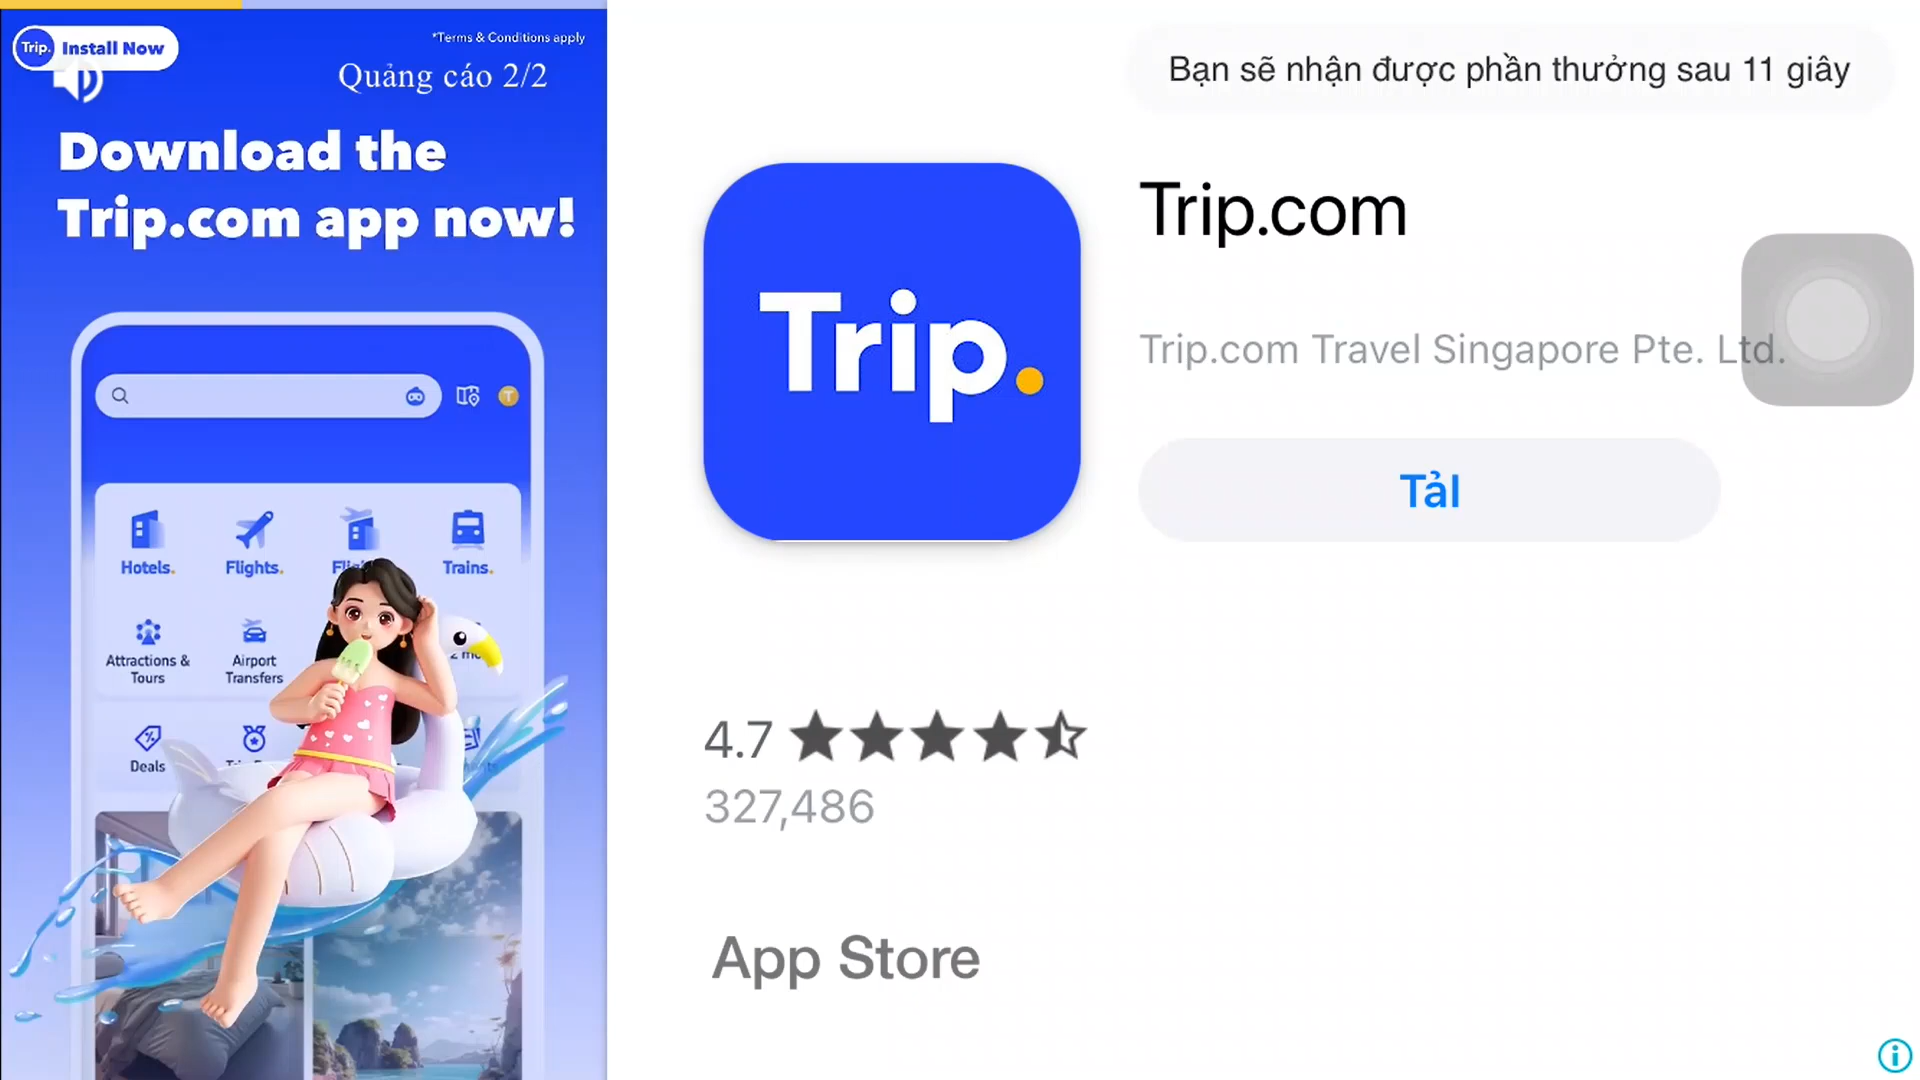 Trip. Install Now
*Terms & Conditions apply
Quảng cáo 2/2
Download the
Trip.com app now!
T
Hotels.
Flights.
Trains.
Attractions &
Tours
Airport
Transfers
Deals
Bạn sẽ nhận được phần thưởng sau 11 giây
Trip.
Trip.com
Trip.com Travel Singapore Pte. Ltd.
Tải
4.7
327,486
App Store